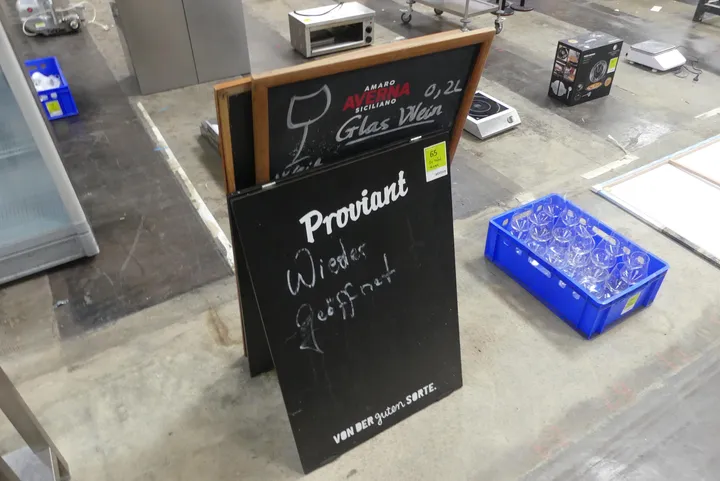 AMARO
AVERNA
SICILIANO
0,2L
Glas Wein
65
Proviant
Wieder
geöffnet
VON DER guten SORTE.